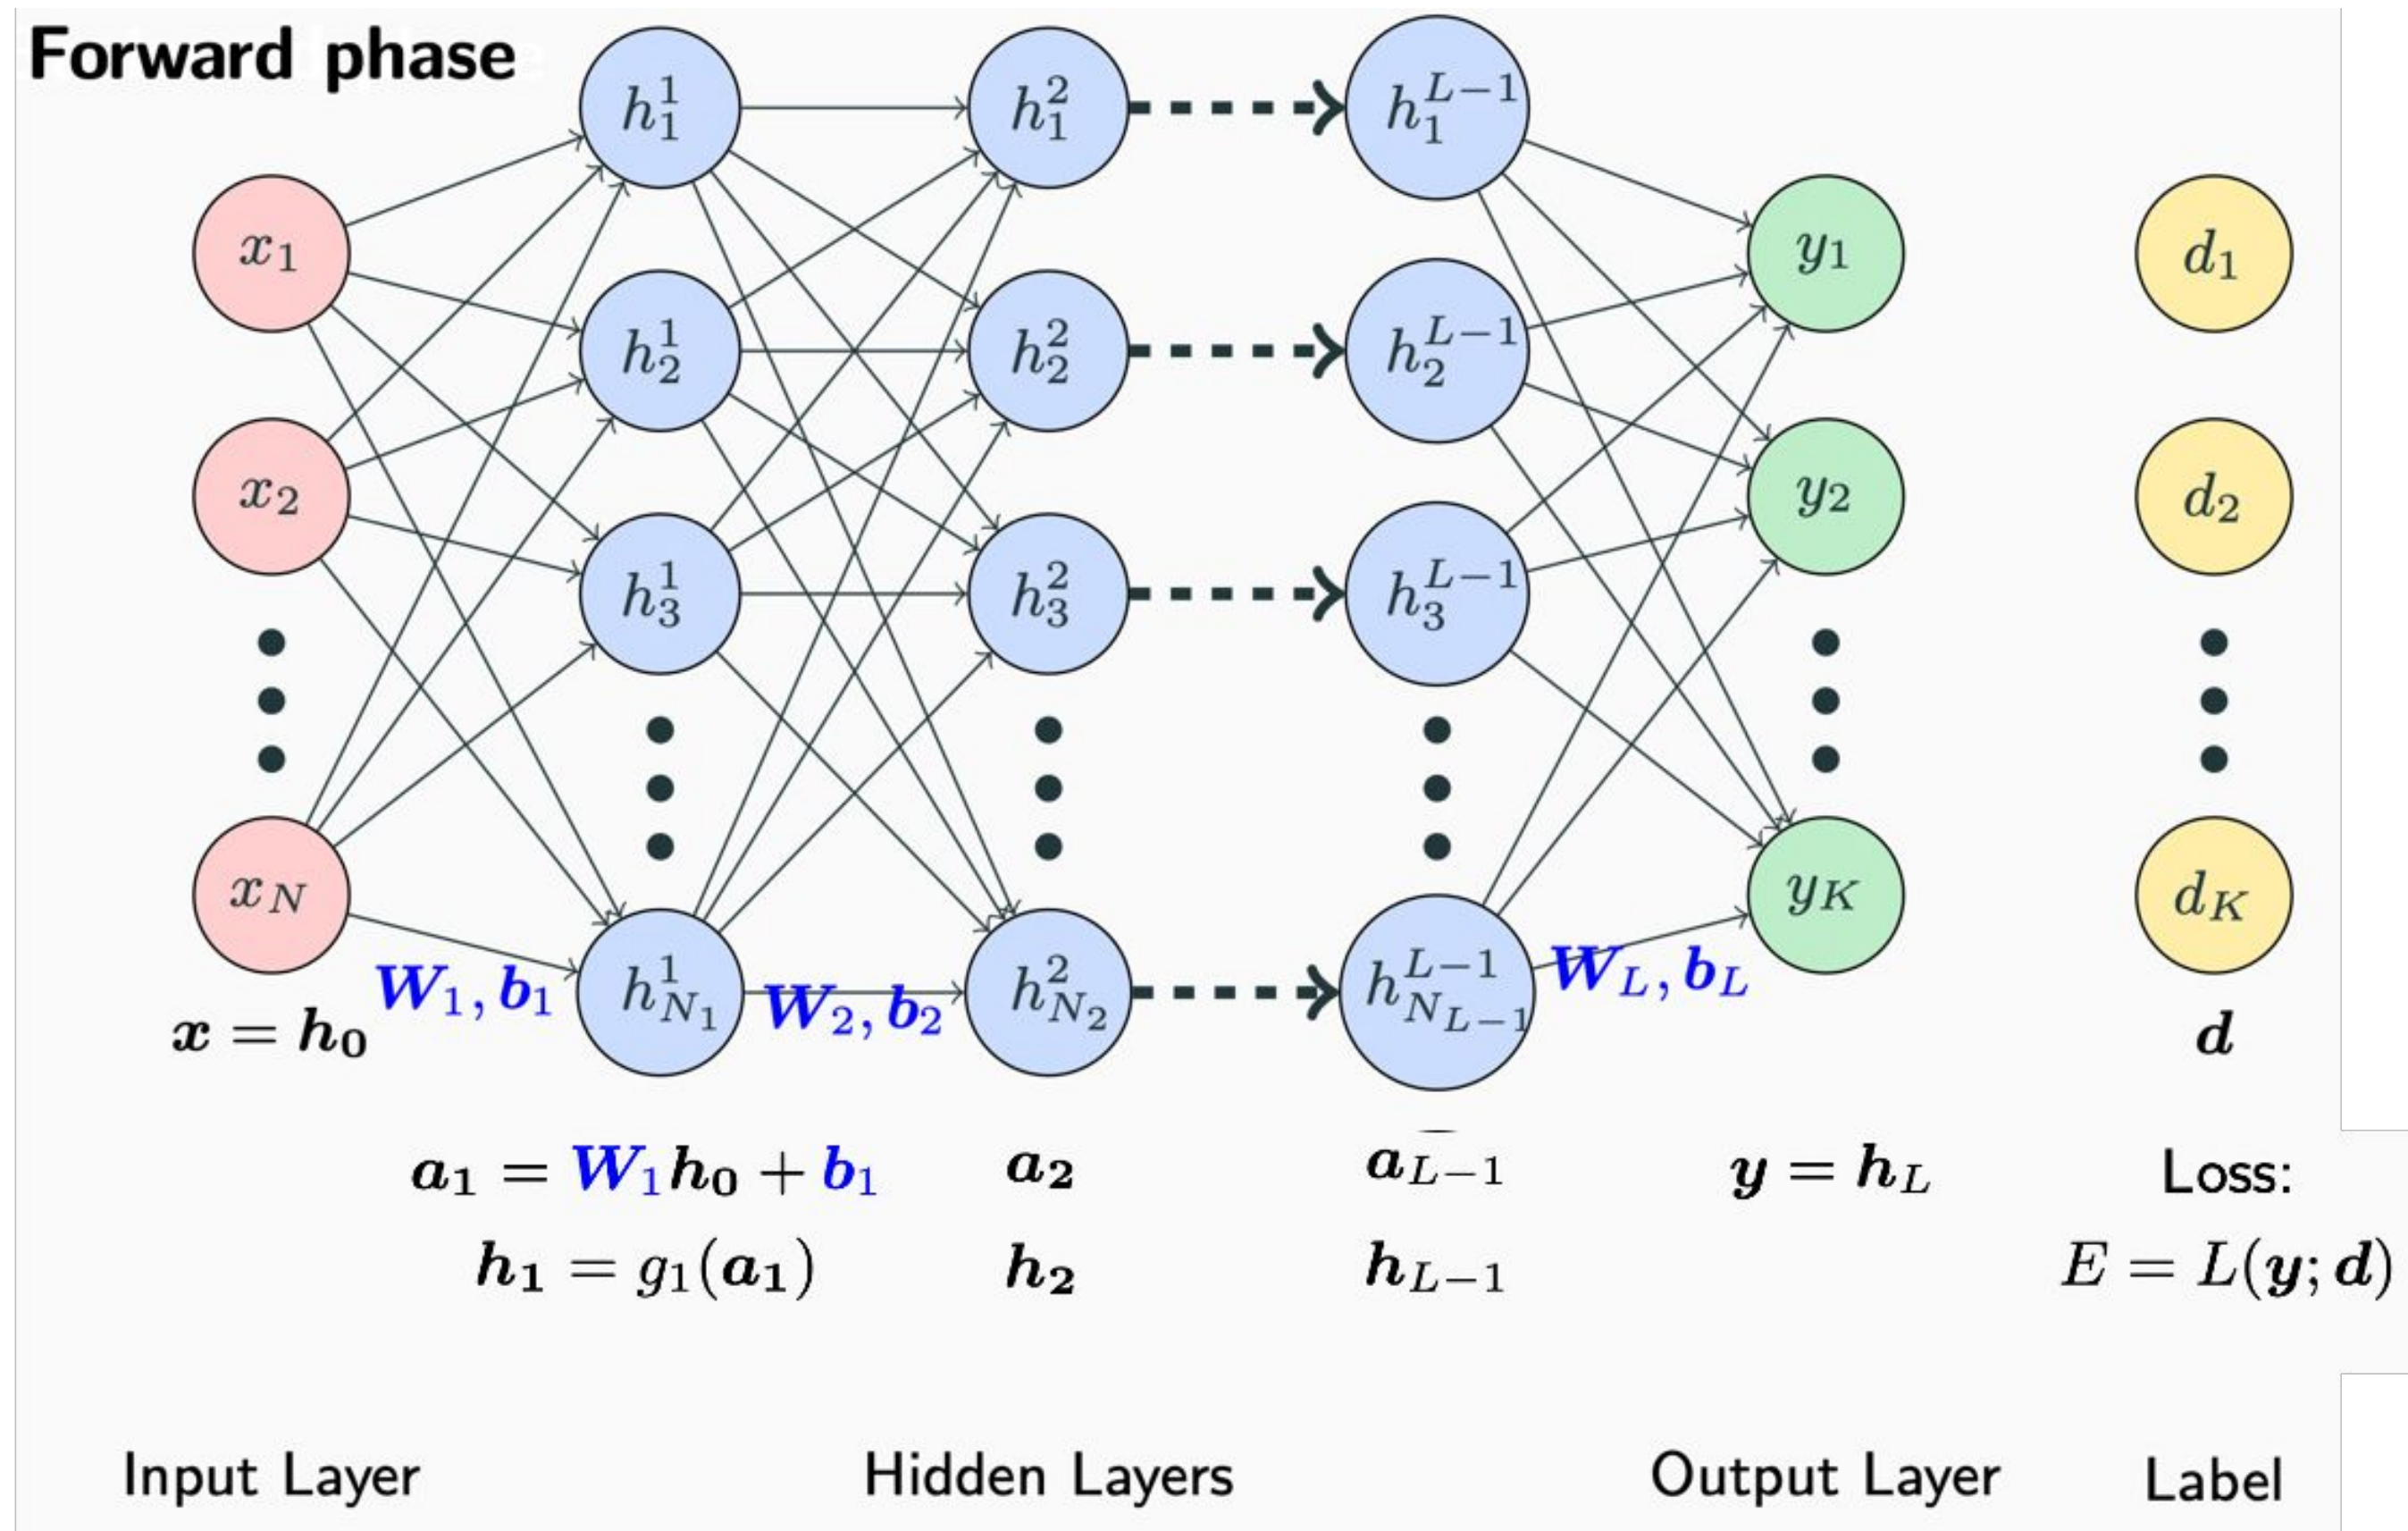 Forward phase
h_1^1
h_1^2
h_1^{L-1}
x_1
y_1
d_1
h_2^1
h_2^2
h_2^{L-1}
x_2
y_2
d_2
h_3^1
h_3^2
h_3^{L-1}
x_N
y_K
d_K
h_{N_1}^1
h_{N_2}^2
h_{N_{L-1}}^{L-1}
W_1, b_1
W_2, b_2
W_L, b_L
x = h_0
d
a_1 = W_1 h_0 + b_1
a_2
a_{L-1}
y = h_L
Loss:
h_1 = g_1(a_1)
h_2
h_{L-1}
E = L(y; d)
Input Layer
Hidden Layers
Output Layer
Label